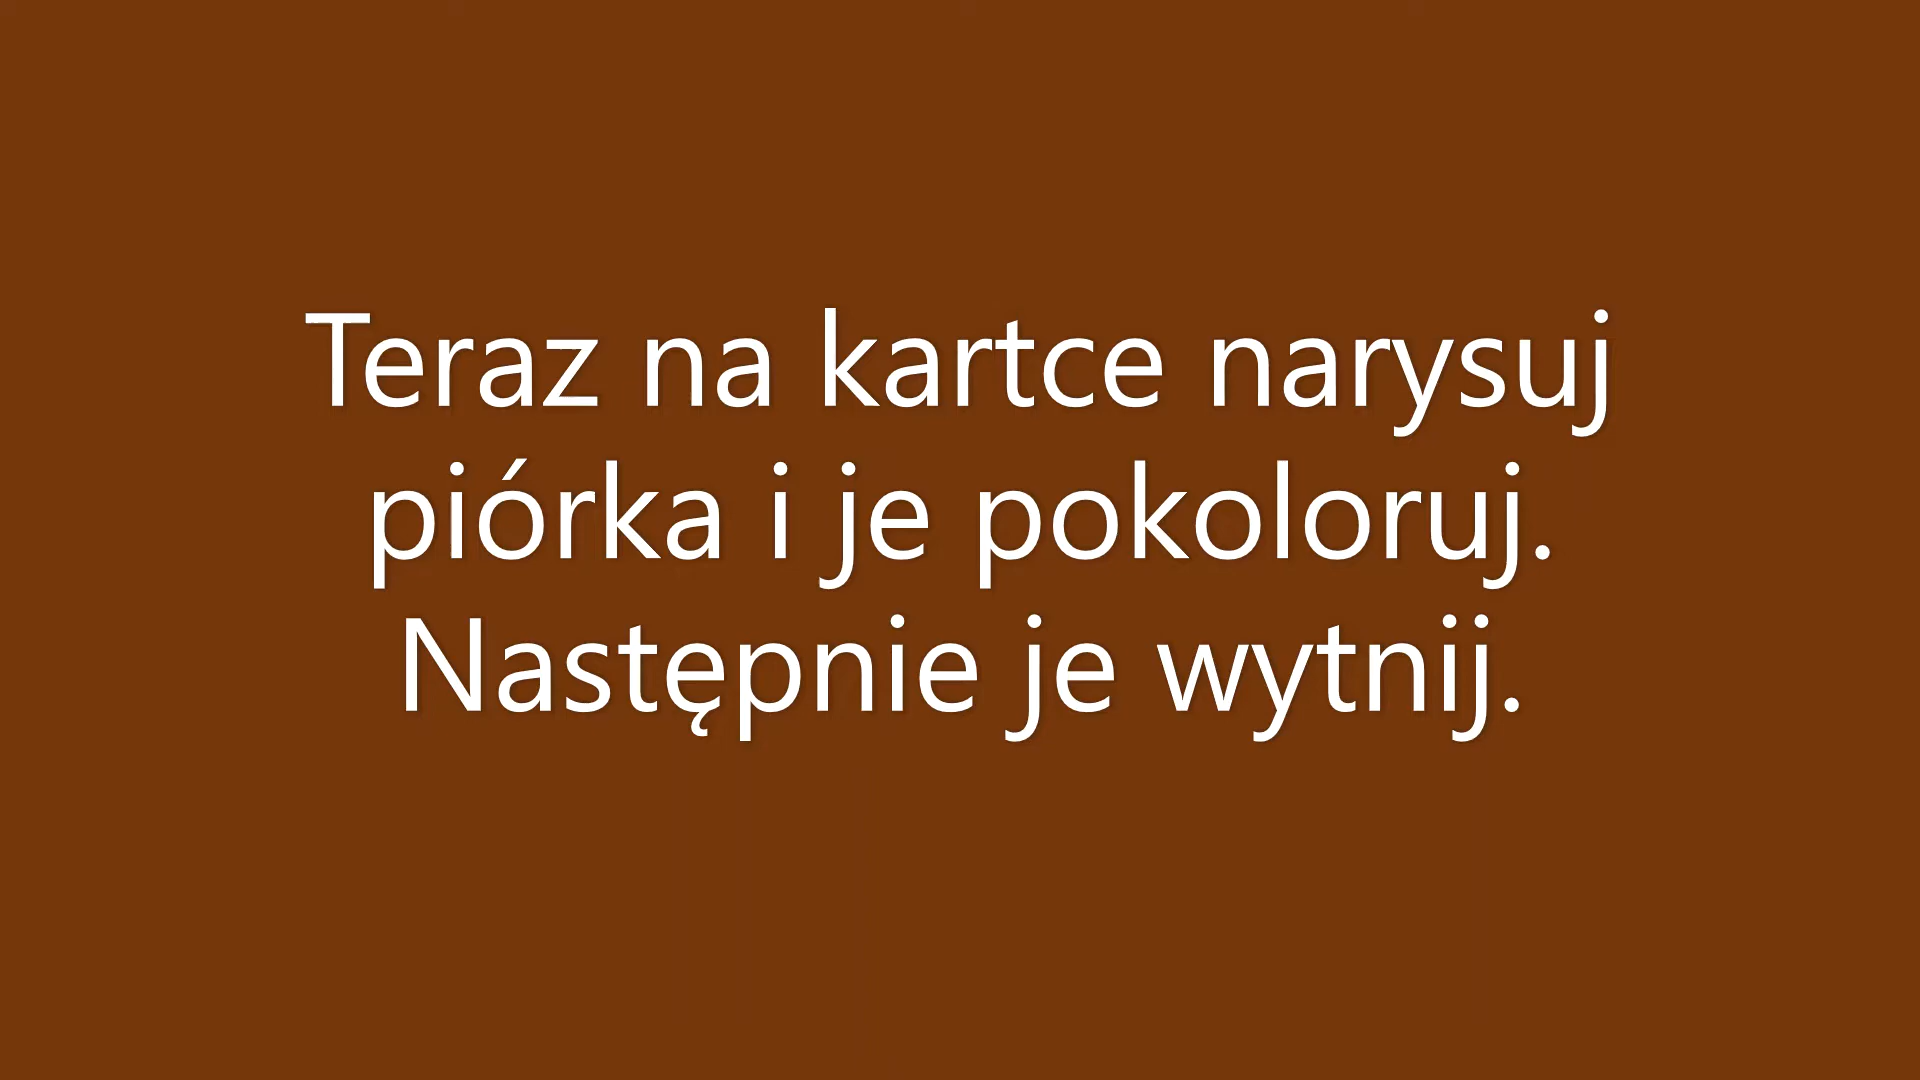 Teraz na kartce narysuj
piórka i je pokoloruj.
Następnie je wytnij.